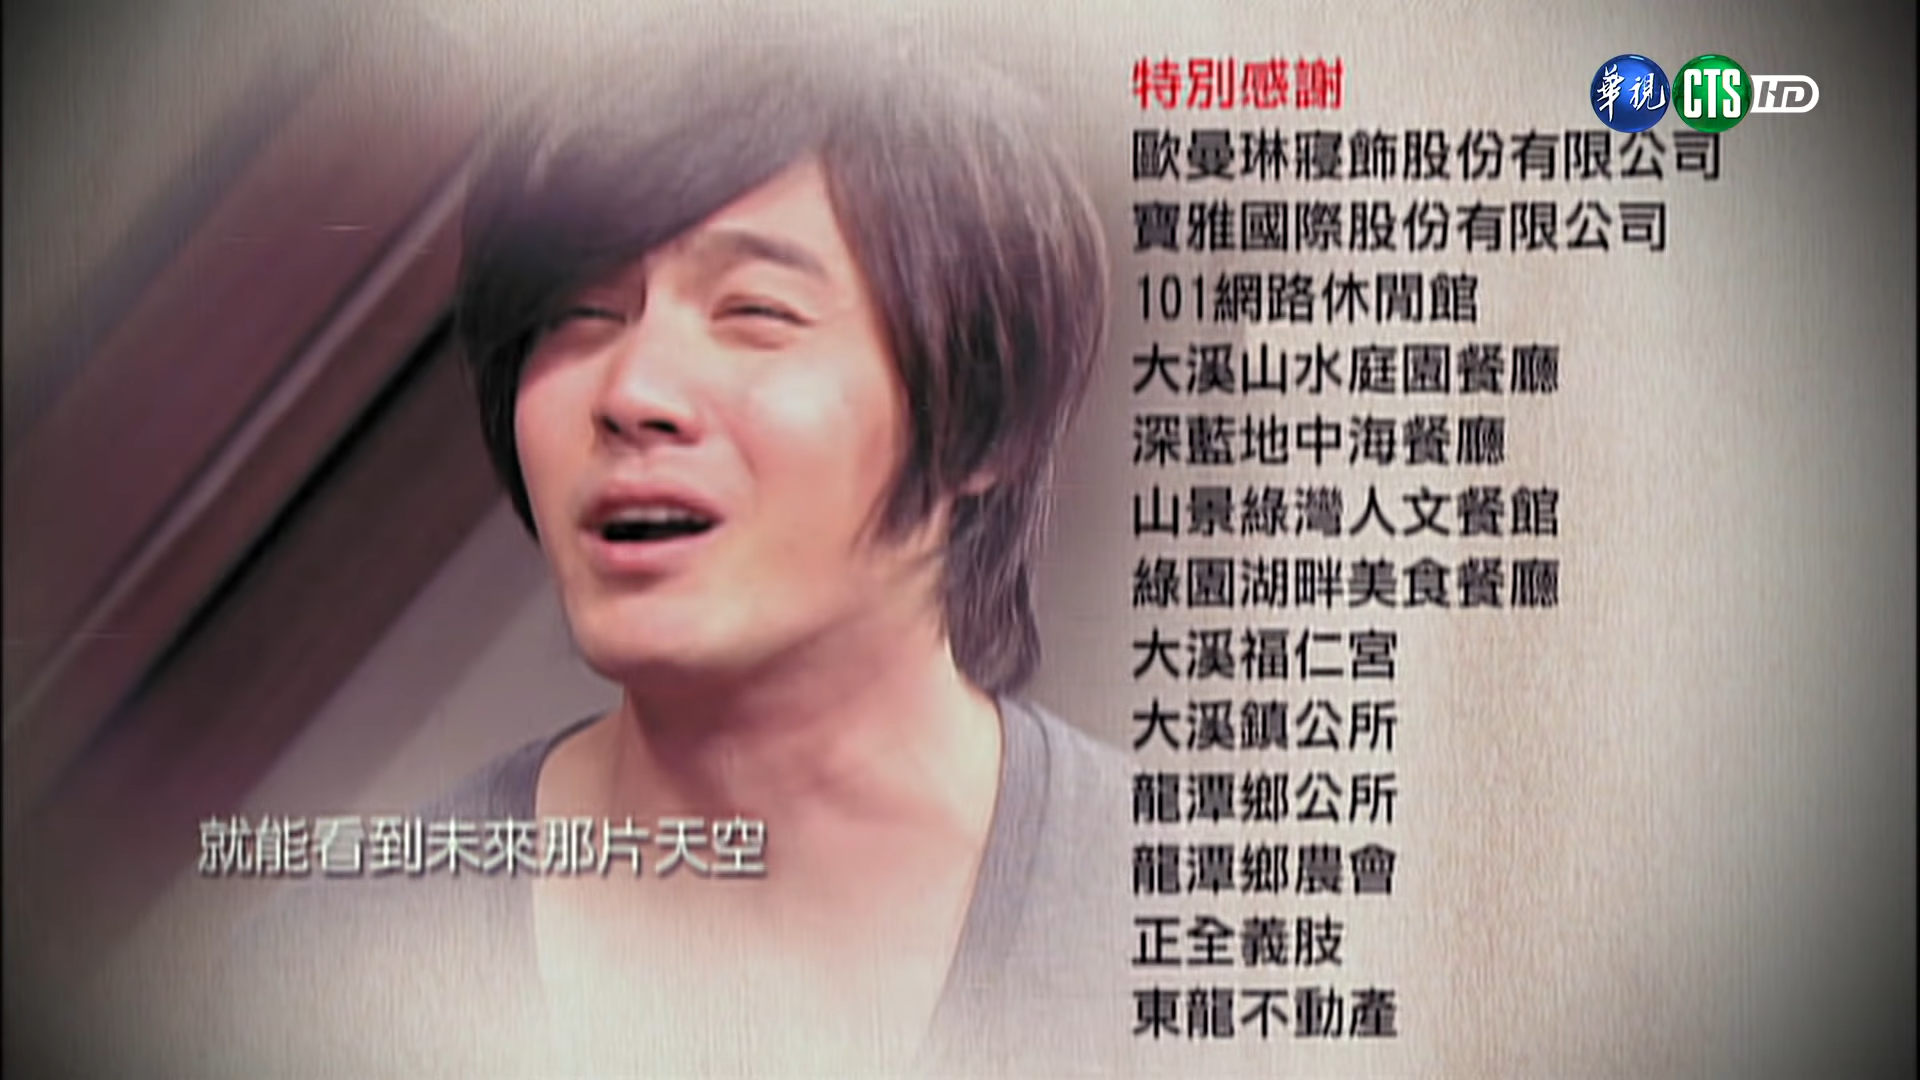 特別感謝
華視 CTS HD
歐曼琳寢飾股份有限公司
寶雅國際股份有限公司
101網路休閒館
大溪山水庭園餐廳
深藍地中海餐廳
山景綠灣人文餐館
綠園湖畔美食餐廳
大溪福仁宮
大溪鎮公所
龍潭鄉公所
就能看到未來那片天空
龍潭鄉農會
正全義肢
東龍不動產